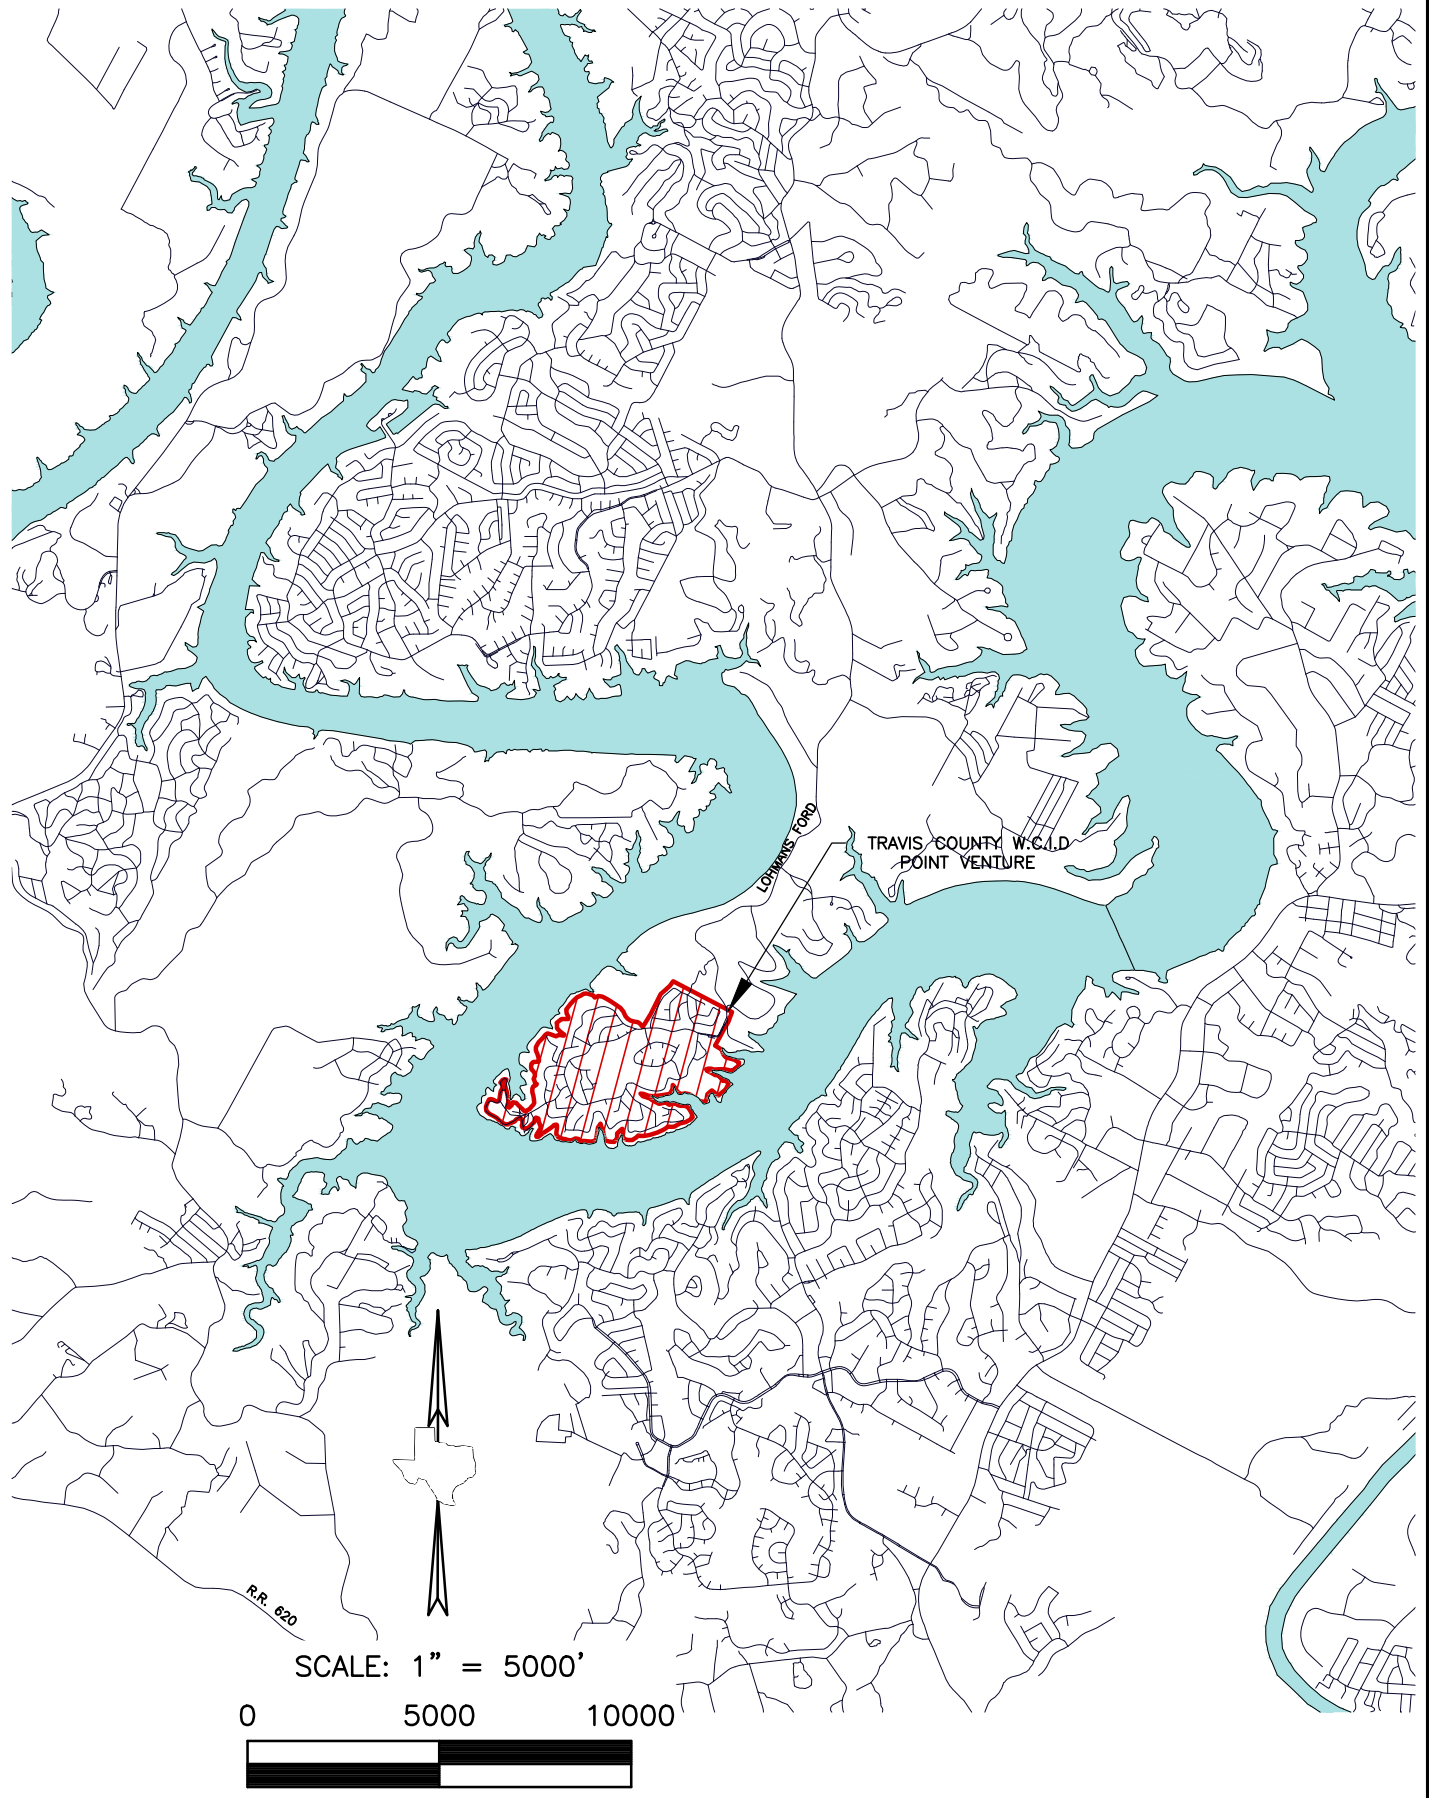 LOHMANS FORD
TRAVIS COUNTY W.C.I.D
POINT VENTURE
R.R. 620
SCALE: 1" = 5000'
0 5000 10000